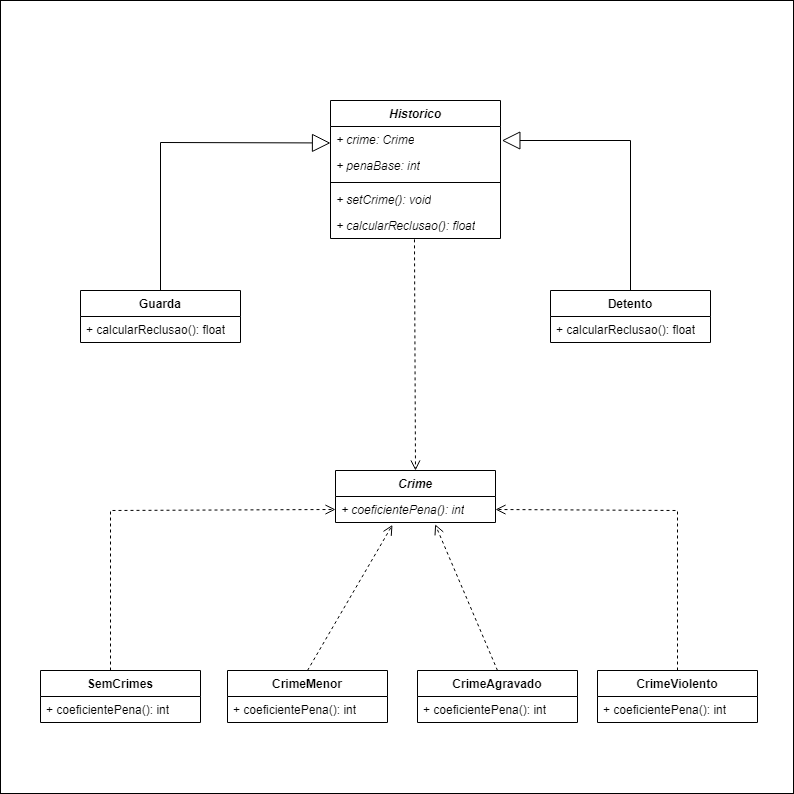 Historico
+ crime: Crime
+ penaBase: int
+ setCrime(): void
+ calcularReclusao(): float
Guarda
+ calcularReclusao(): float
Detento
+ calcularReclusao(): float
Crime
+ coeficientePena(): int
SemCrimes
+ coeficientePena(): int
CrimeMenor
+ coeficientePena(): int
CrimeAgravado
+ coeficientePena(): int
CrimeViolento
+ coeficientePena(): int